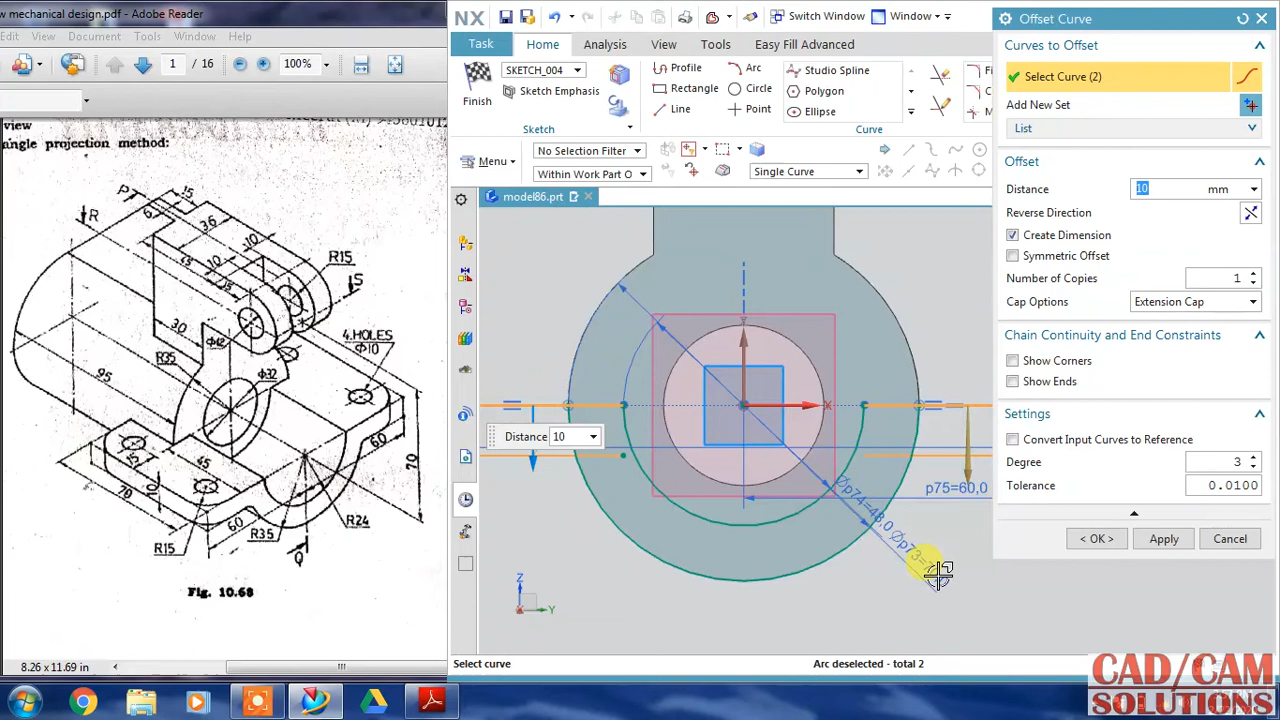 mechanical design.pdf - Adobe Reader
Edit View Document Tools Window Help
1 / 16 100%
view
angle projection method:
P
15
6
R
36
10
R15
15
10
15
S
30
Φ42
R35
4.HOLES
Φ10
95
Φ32
15
45
60
70
70
10
60
R35
R24
R15
Q
Fig. 10.68
8.26 x 11.69 in
NX Switch Window Window
Task Home Analysis View Tools Easy Fill Advanced
Finish
SKETCH_004
Sketch Emphasis
Profile
Rectangle
Line
Arc
Circle
Point
Studio Spline
Polygon
Ellipse
Sketch
Curve
Menu
No Selection Filter
Within Work Part O
Single Curve
model86.prt
Distance 10
Y
X
p75=60,0
Z
Y
X
Select curve
Arc deselected - total 2
Offset Curve
Curves to Offset
Select Curve (2)
Add New Set
List
Offset
Distance 10 mm
Reverse Direction
Create Dimension
Symmetric Offset
Number of Copies 1
Cap Options Extension Cap
Chain Continuity and End Constraints
Show Corners
Show Ends
Settings
Convert Input Curves to Reference
Degree 3
Tolerance 0.0100
< OK > Apply Cancel
CAD/CAM
SOLUTIONS